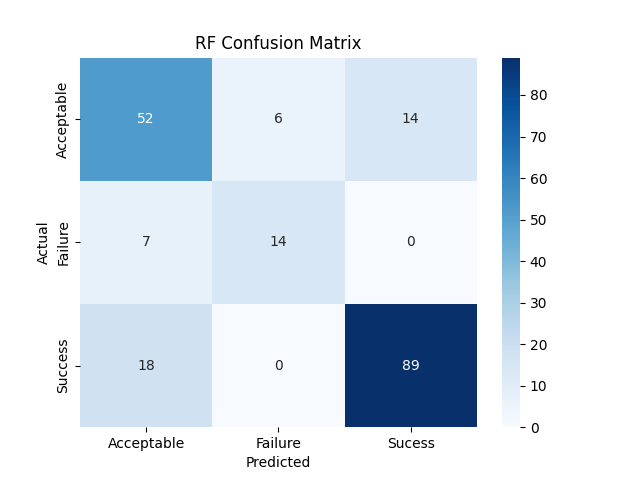 RF Confusion Matrix
Actual
Acceptable
52 6 14
Failure
7 14 0
Success
18 0 89
Acceptable Failure Sucess
Predicted
80
70
60
50
40
30
20
10
0